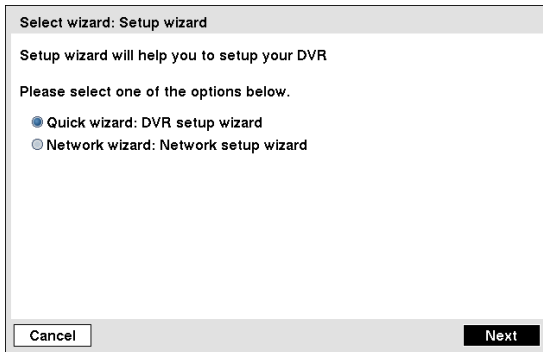 Select wizard: Setup wizard
Setup wizard will help you to setup your DVR
Please select one of the options below.
Quick wizard: DVR setup wizard
Network wizard: Network setup wizard
Cancel
Next